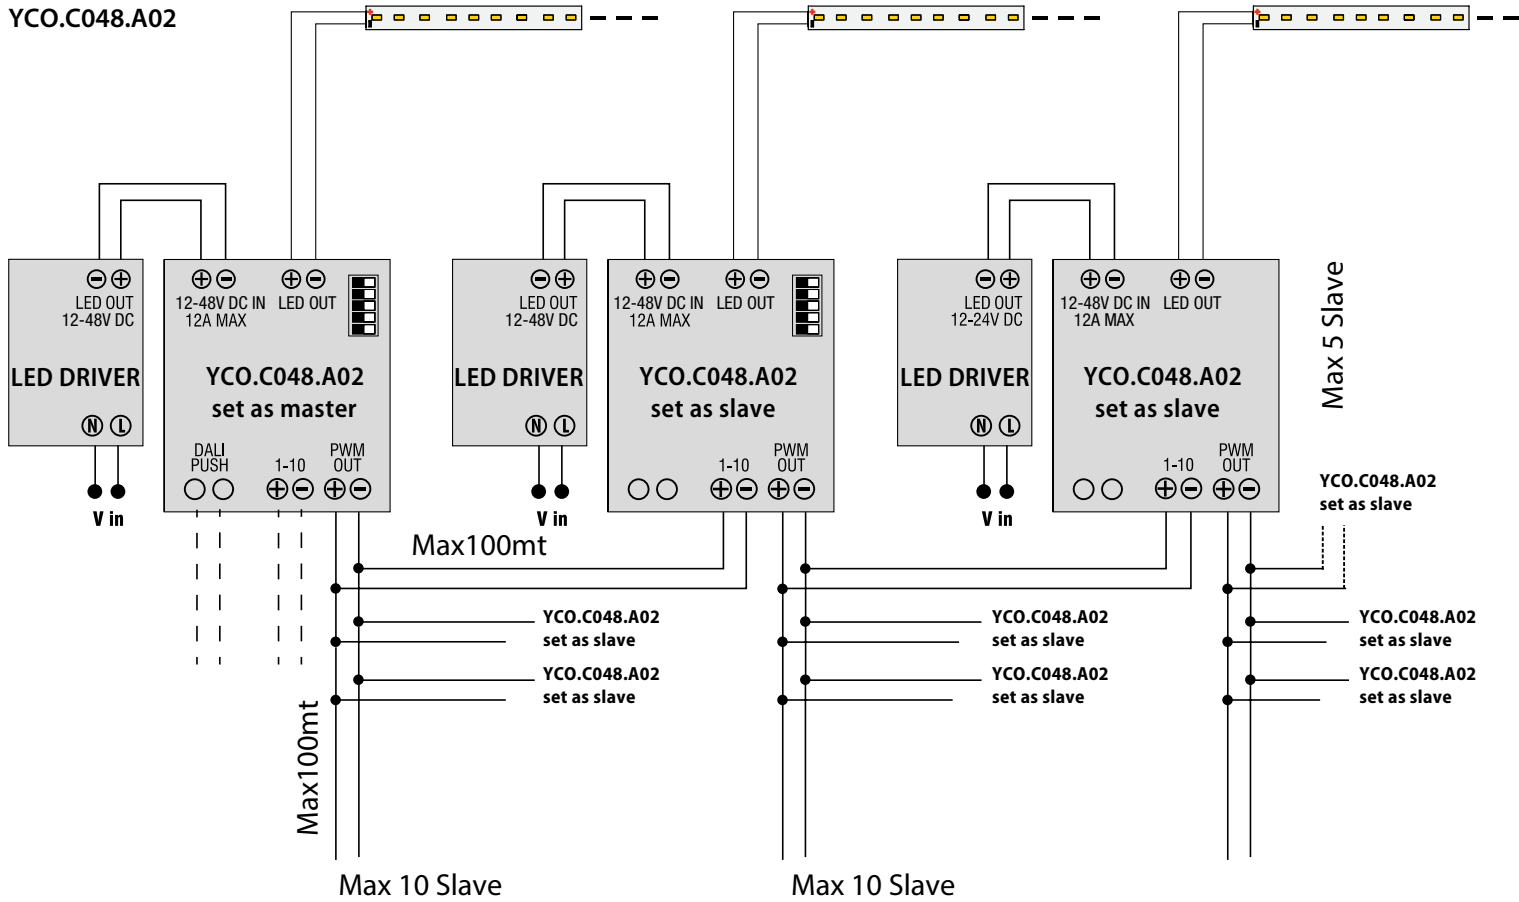 YCO.C048.A02
LED OUT
12-48V DC
LED DRIVER
N L
V in
12-48V DC IN
12A MAX
LED OUT
YCO.C048.A02
set as master
DALI
PUSH
1-10
PWM
OUT
LED OUT
12-48V DC
LED DRIVER
N L
V in
12-48V DC IN
12A MAX
LED OUT
YCO.C048.A02
set as slave
1-10
PWM
OUT
LED OUT
12-24V DC
LED DRIVER
N L
V in
12-48V DC IN
12A MAX
LED OUT
YCO.C048.A02
set as slave
1-10
PWM
OUT
Max 5 Slave
YCO.C048.A02
set as slave
Max100mt
YCO.C048.A02
set as slave
YCO.C048.A02
set as slave
Max100mt
Max 10 Slave
YCO.C048.A02
set as slave
YCO.C048.A02
set as slave
Max 10 Slave
YCO.C048.A02
set as slave
YCO.C048.A02
set as slave